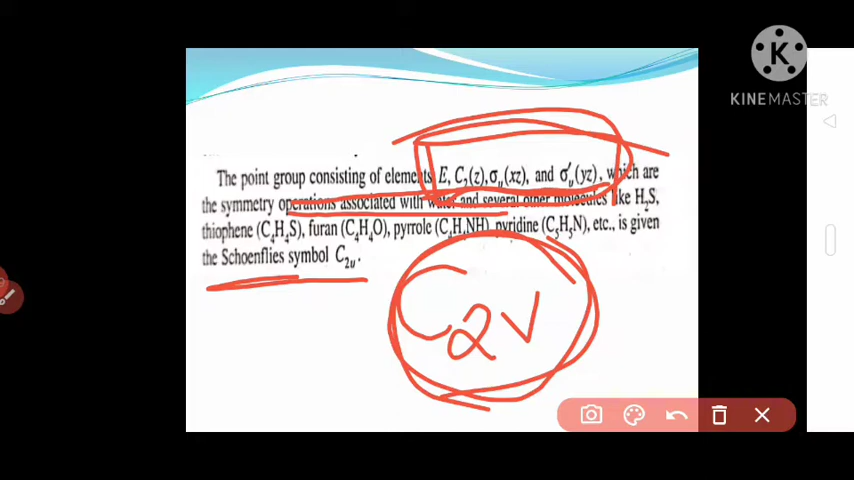 K
KINEMASTER
The point group consisting of elements E, C₂(z), σᵥ(xz), and σ′ᵥ(yz), which are
the symmetry operations associated with water and several other molecules like H₂S,
thiophene (C₄H₄S), furan (C₄H₄O), pyrrole (C₄H₄NH) pyridine (C₅H₅N), etc., is given
the Schoenflies symbol C₂ᵥ.
C2V